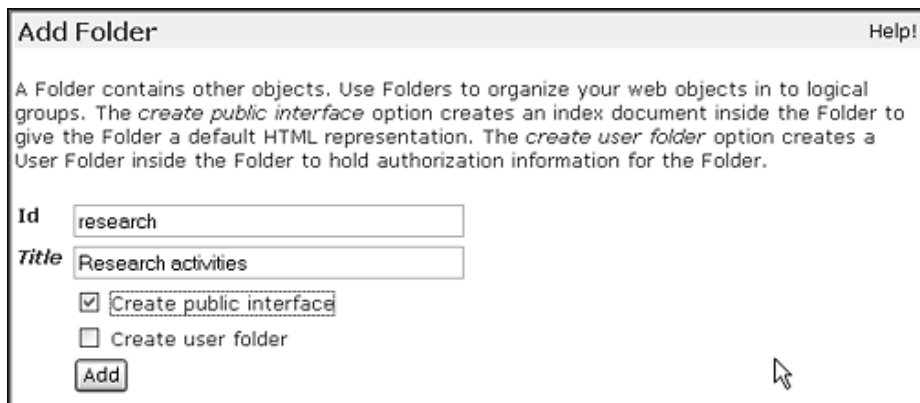 Add Folder Help!
A Folder contains other objects. Use Folders to organize your web objects in to logical
groups. The create public interface option creates an index document inside the Folder to
give the Folder a default HTML representation. The create user folder option creates a
User Folder inside the Folder to hold authorization information for the Folder.
Id research
Title Research activities
Create public interface
Create user folder
Add